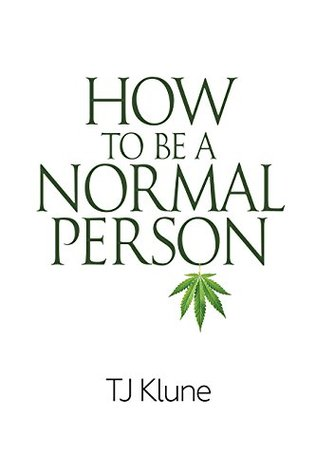 HOW
TO BE A
NORMAL
PERSON
TJ Klune